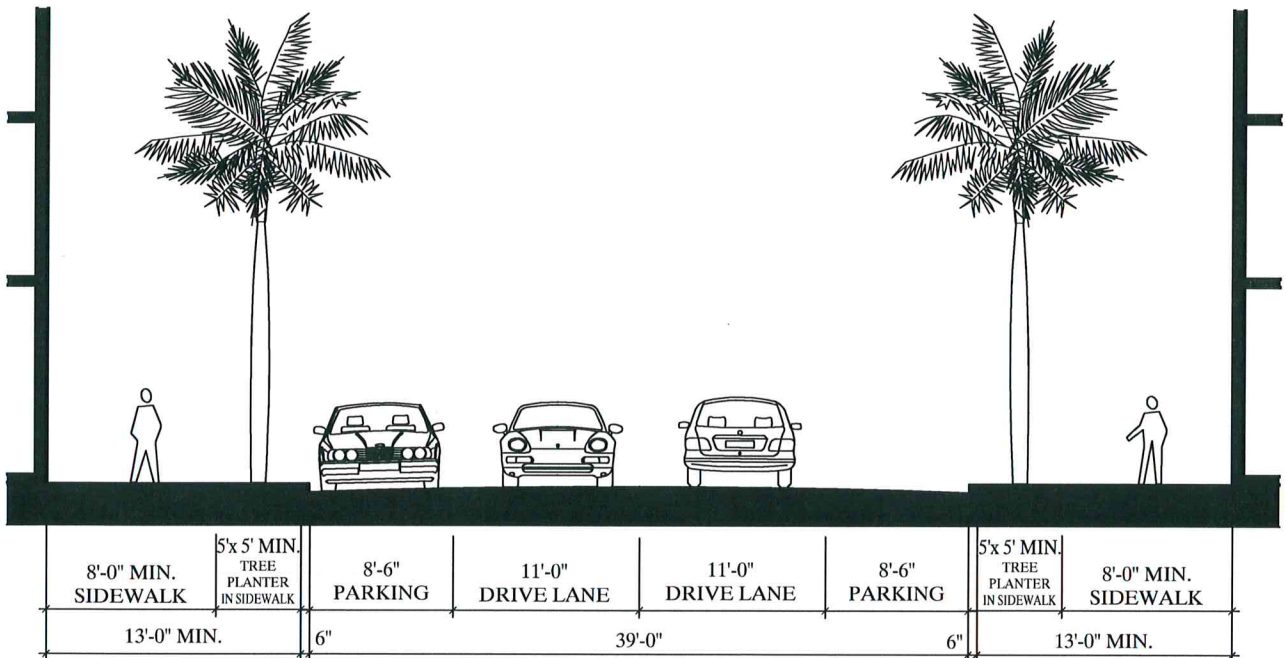 8'-0" MIN.
SIDEWALK
5'x 5' MIN.
TREE
PLANTER
IN SIDEWALK
8'-6"
PARKING
11'-0"
DRIVE LANE
11'-0"
DRIVE LANE
8'-6"
PARKING
5'x 5' MIN.
TREE
PLANTER
IN SIDEWALK
8'-0" MIN.
SIDEWALK
13'-0" MIN.
6"
39'-0"
6"
13'-0" MIN.